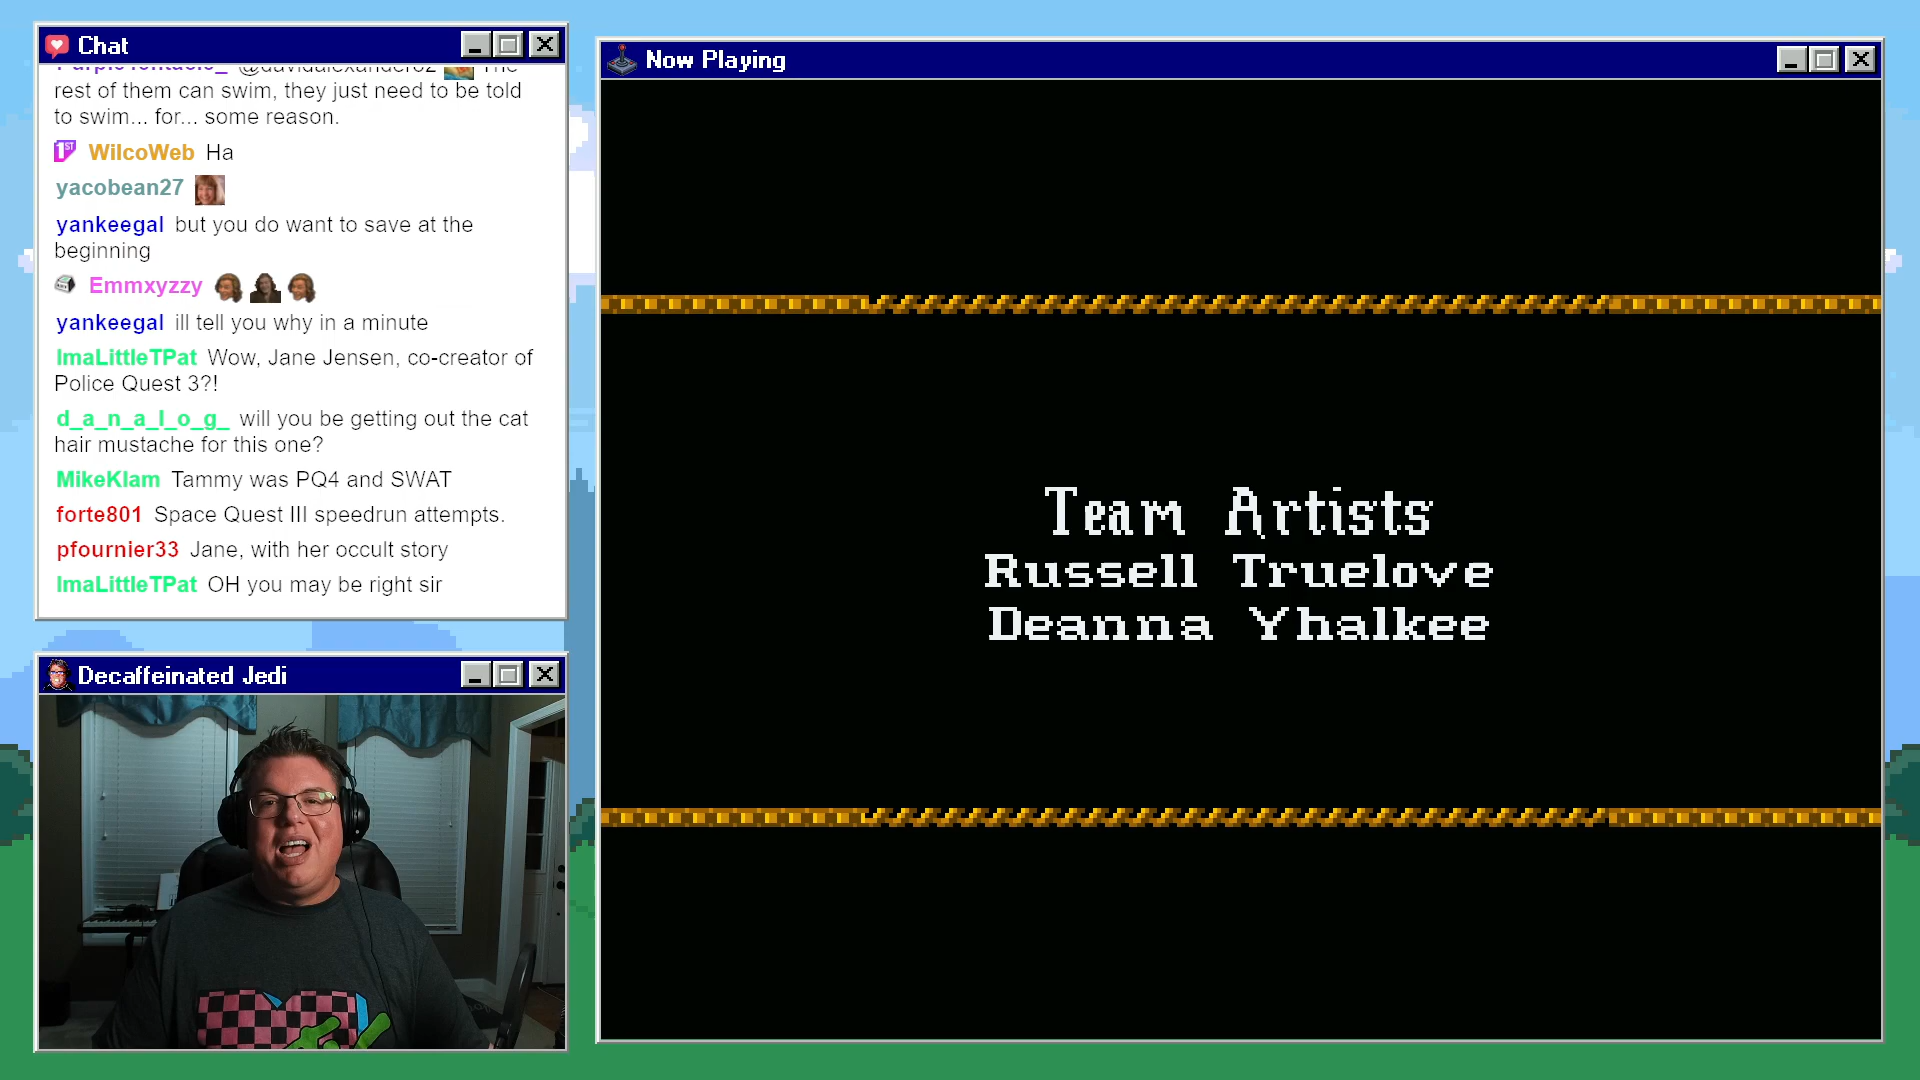 Chat
rest of them can swim, they just need to be told
to swim... for... some reason.
1ST WilcoWeb Ha
yacobean27
yankeegal but you do want to save at the
beginning
Emmxyzzy
yankeegal ill tell you why in a minute
ImaLittleTPat Wow, Jane Jensen, co-creator of
Police Quest 3?!
d_a_n_a_l_o_g_ will you be getting out the cat
hair mustache for this one?
MikeKlam Tammy was PQ4 and SWAT
forte801 Space Quest III speedrun attempts.
pfournier33 Jane, with her occult story
ImaLittleTPat OH you may be right sir
Decaffeinated Jedi
Now Playing
Team Artists
Russell Truelove
Deanna Yhalkee